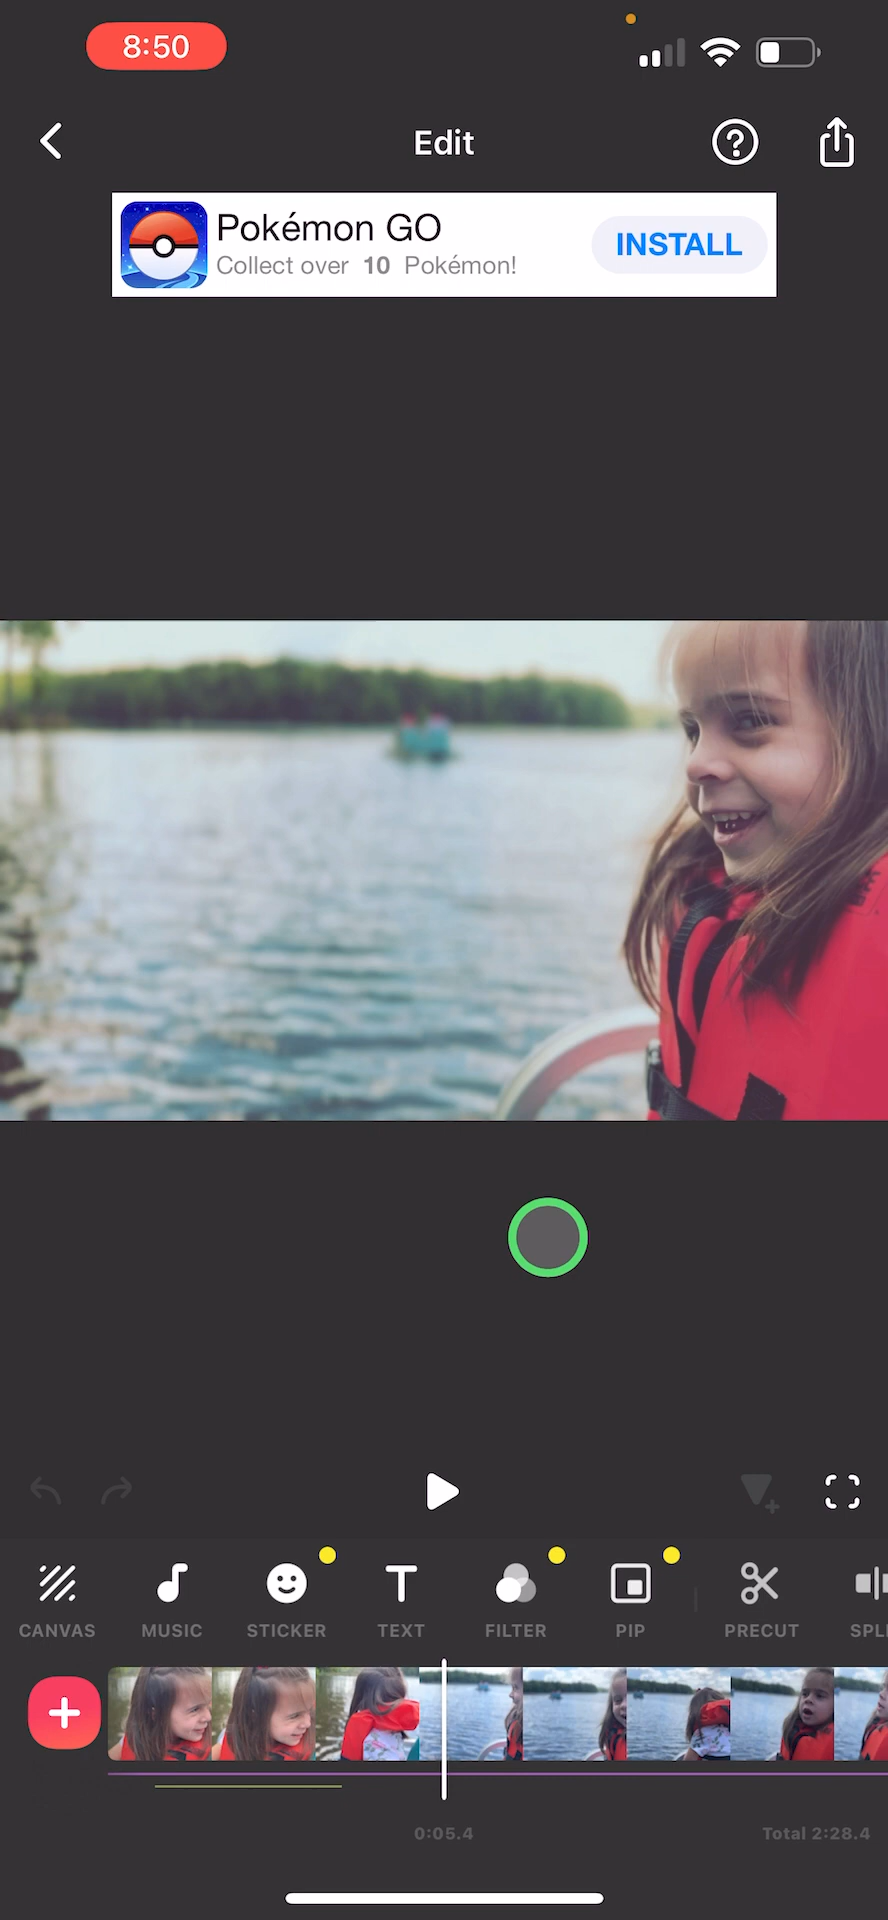 8:50
Edit
Pokémon GO
Collect over 10 Pokémon!
INSTALL
CANVAS MUSIC STICKER TEXT FILTER PIP PRECUT SPLI
0:05.4 Total 2:28.4